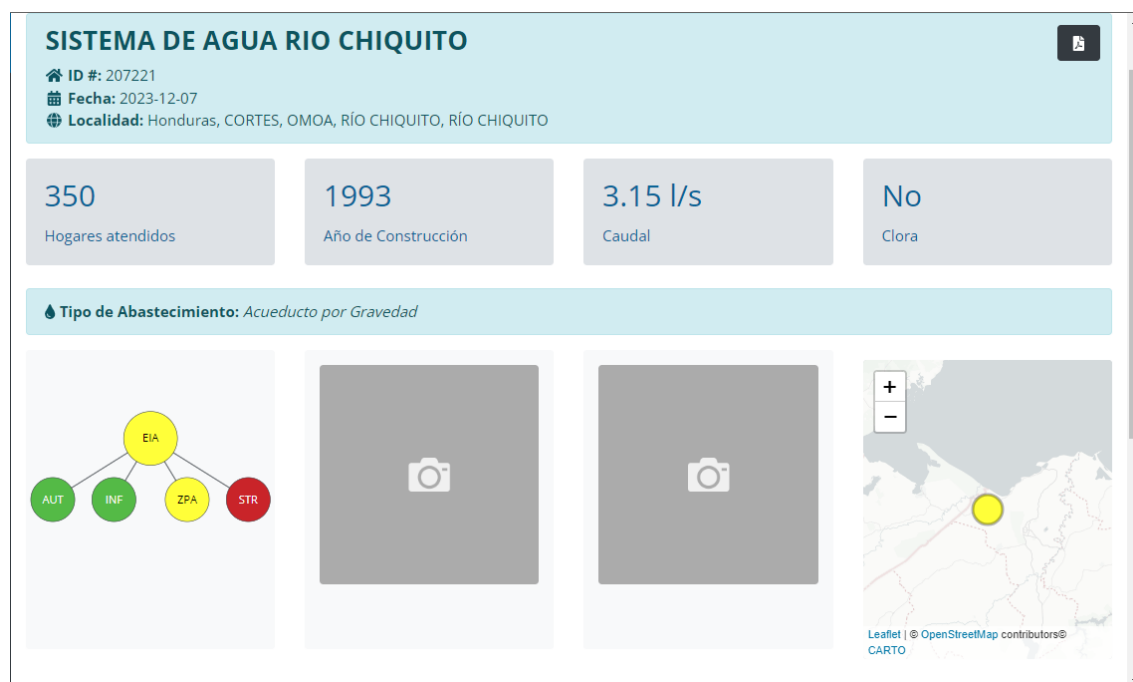 SISTEMA DE AGUA RIO CHIQUITO
ID #: 207221
Fecha: 2023-12-07
Localidad: Honduras, CORTES, OMOA, RÍO CHIQUITO, RÍO CHIQUITO
350
Hogares atendidos
1993
Año de Construcción
3.15 l/s
Caudal
No
Clora
Tipo de Abastecimiento: Acueducto por Gravedad
EIA
AUT
INF
ZPA
STR
+
−
Leaflet | © OpenStreetMap contributors©
CARTO